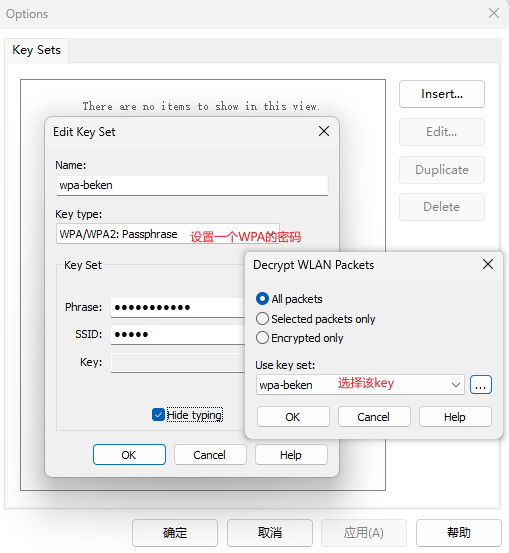 Options
Key Sets
There are no items to show in this view.
Insert...
Edit...
Duplicate
Delete
Edit Key Set
Name:
wpa-beken
Key type:
WPA/WPA2: Passphrase
设置一个WPA的密码
Key Set
Phrase: ●●●●●●●●●●●
SSID: ●●●●●
Key:
Hide typing
OK Cancel Help
Decrypt WLAN Packets
All packets
Selected packets only
Encrypted only
Use key set:
wpa-beken 选择该key ...
OK Cancel Help
确定 取消 应用(A) 帮助